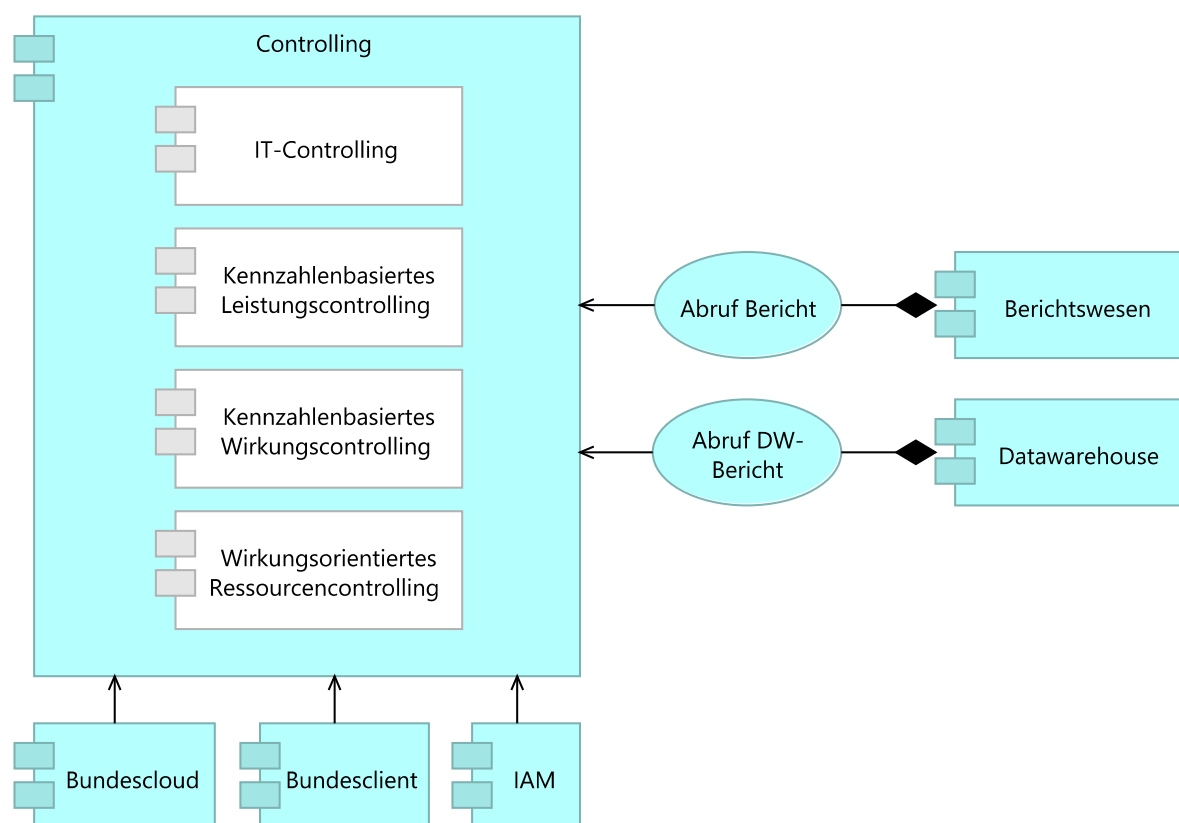 Controlling
IT-Controlling
Kennzahlenbasiertes
Leistungscontrolling
Kennzahlenbasiertes
Wirkungscontrolling
Wirkungsorientiertes
Ressourcencontrolling
Abruf Bericht
Berichtswesen
Abruf DW-
Bericht
Datawarehouse
Bundescloud
Bundesclient
IAM